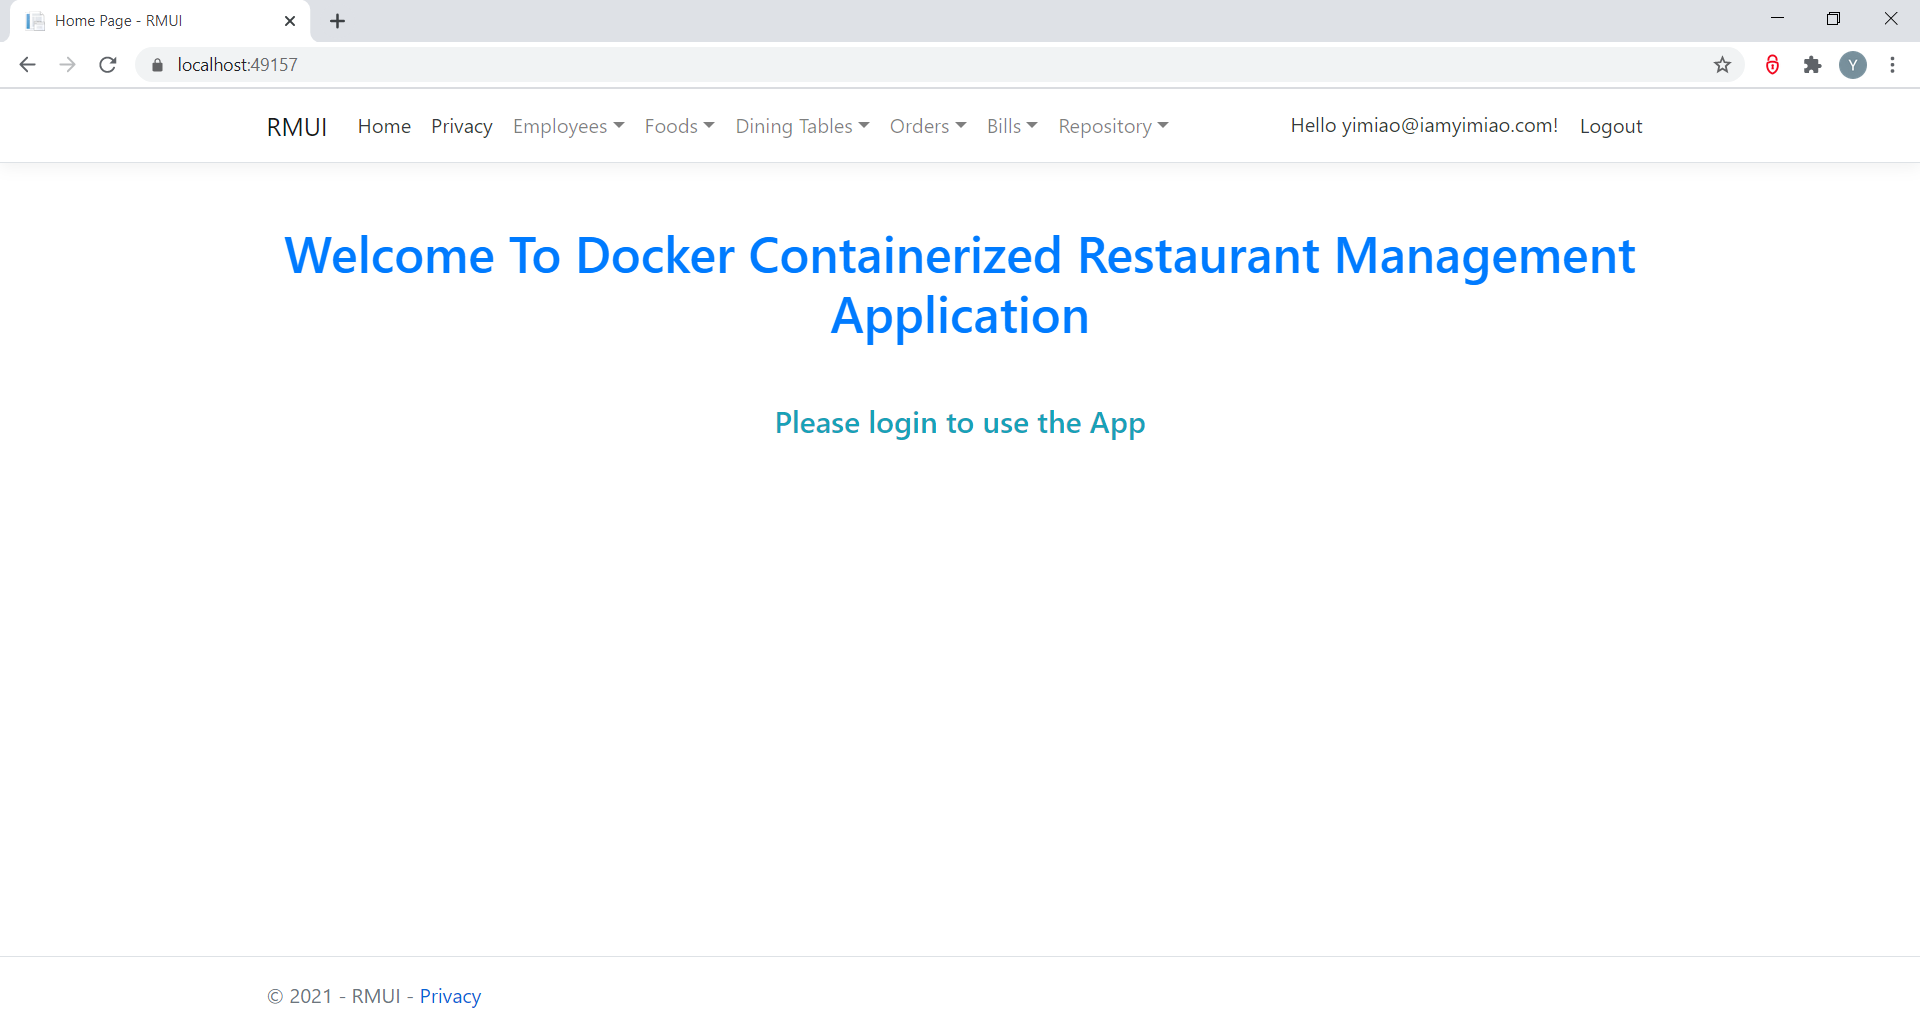 Home Page - RMUI
localhost:49157
Y
RMUI Home Privacy Employees Foods Dining Tables Orders Bills Repository Hello yimiao@iamyimiao.com! Logout
Welcome To Docker Containerized Restaurant Management
Application
Please login to use the App
© 2021 - RMUI - Privacy